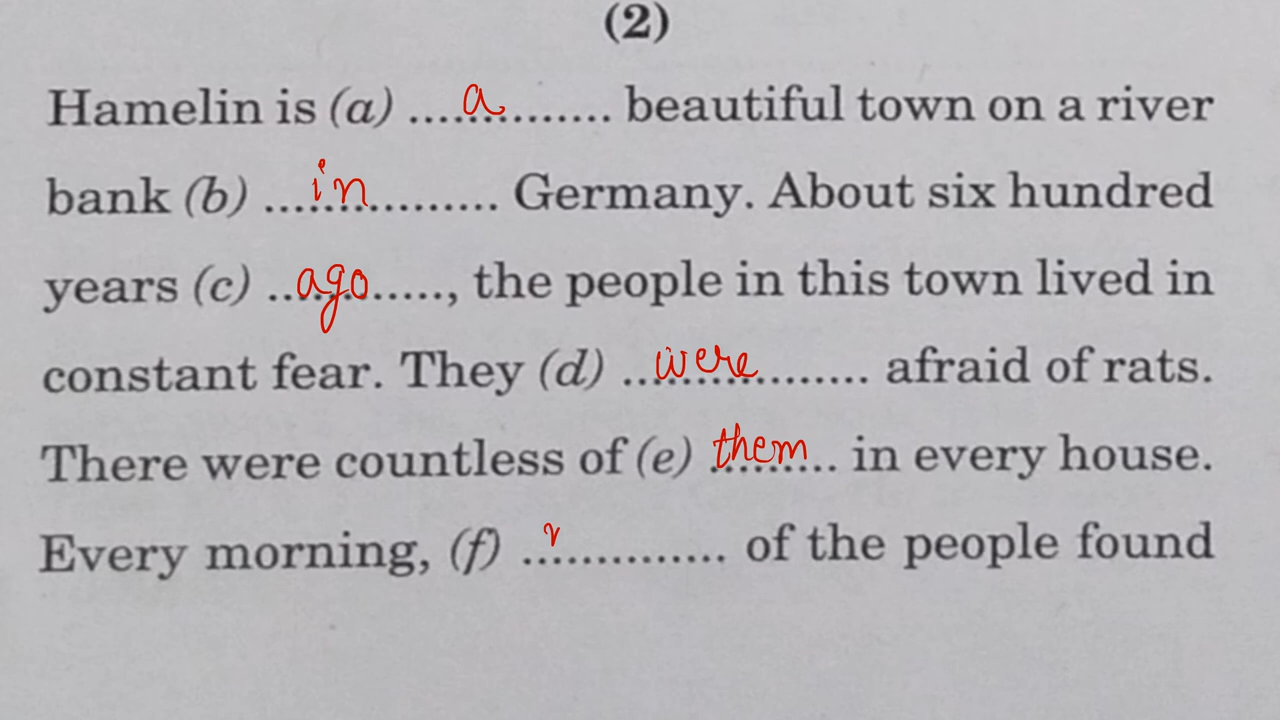 (2)
Hamelin is (a) .....a......... beautiful town on a river
bank (b) ....in........... Germany. About six hundred
years (c) ...ago....., the people in this town lived in
constant fear. They (d) ...were............ afraid of rats.
There were countless of (e) them.. in every house.
Every morning, (f) ............... of the people found